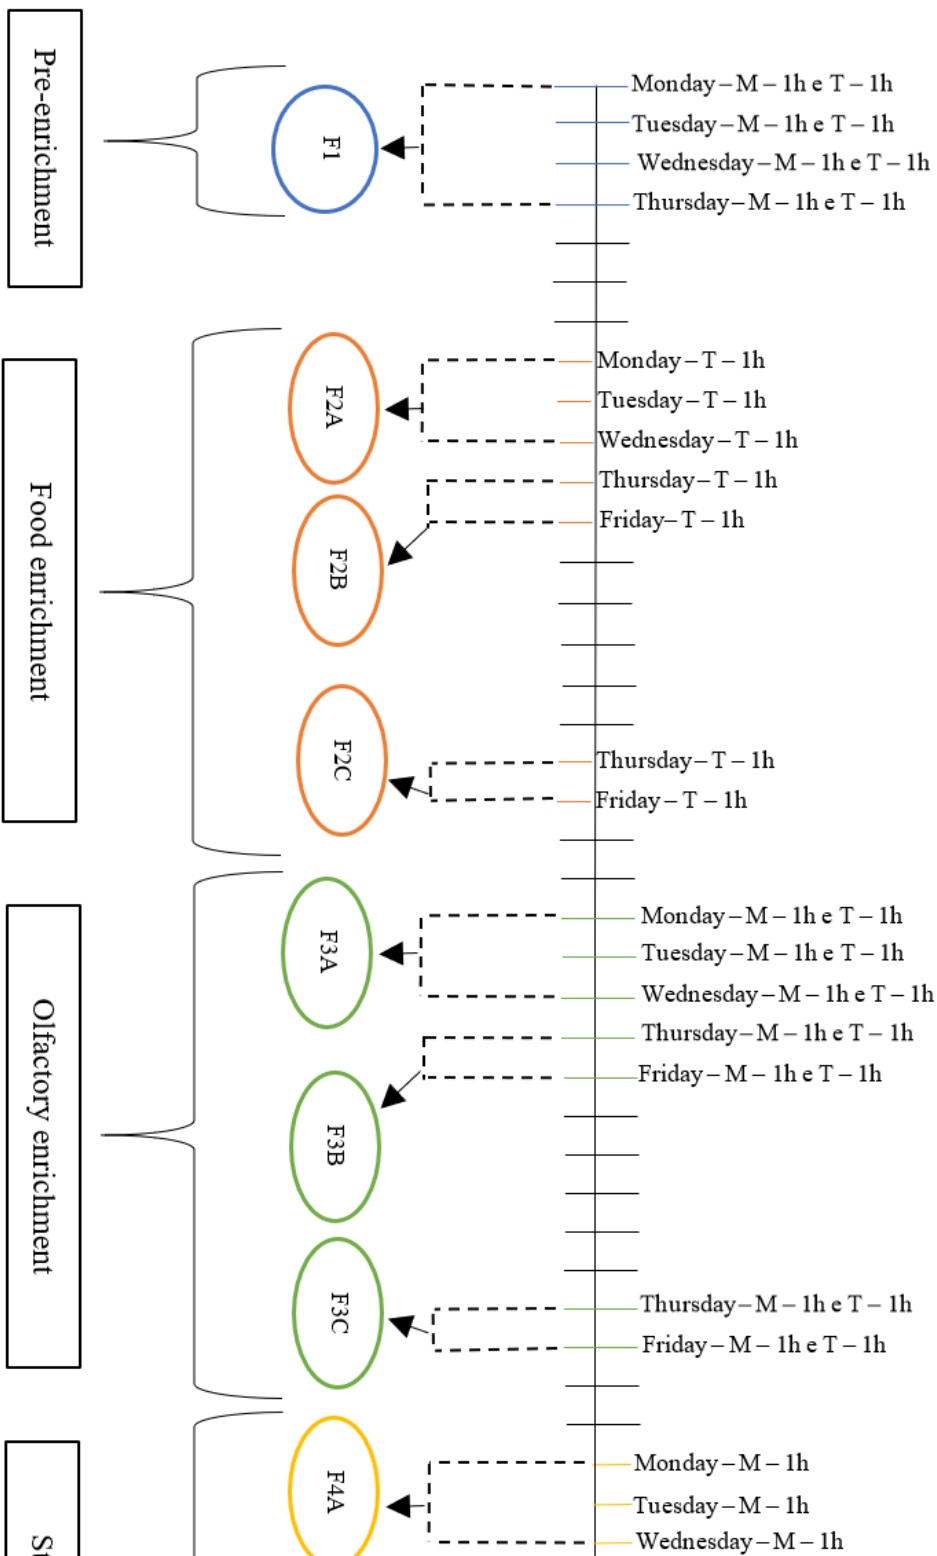 Pre-enrichment
F1
Monday – M – 1h e T – 1h
Tuesday – M – 1h e T – 1h
Wednesday – M – 1h e T – 1h
Thursday – M – 1h e T – 1h
Food enrichment
F2A
Monday – T – 1h
Tuesday – T – 1h
Wednesday – T – 1h
F2B
Thursday – T – 1h
Friday– T – 1h
F2C
Thursday – T – 1h
Friday – T – 1h
Olfactory enrichment
F3A
Monday – M – 1h e T – 1h
Tuesday – M – 1h e T – 1h
Wednesday – M – 1h e T – 1h
F3B
Thursday – M – 1h e T – 1h
Friday – M – 1h e T – 1h
F3C
Thursday – M – 1h e T – 1h
Friday – M – 1h e T – 1h
F4A
Monday – M – 1h
Tuesday – M – 1h
Wednesday – M – 1h